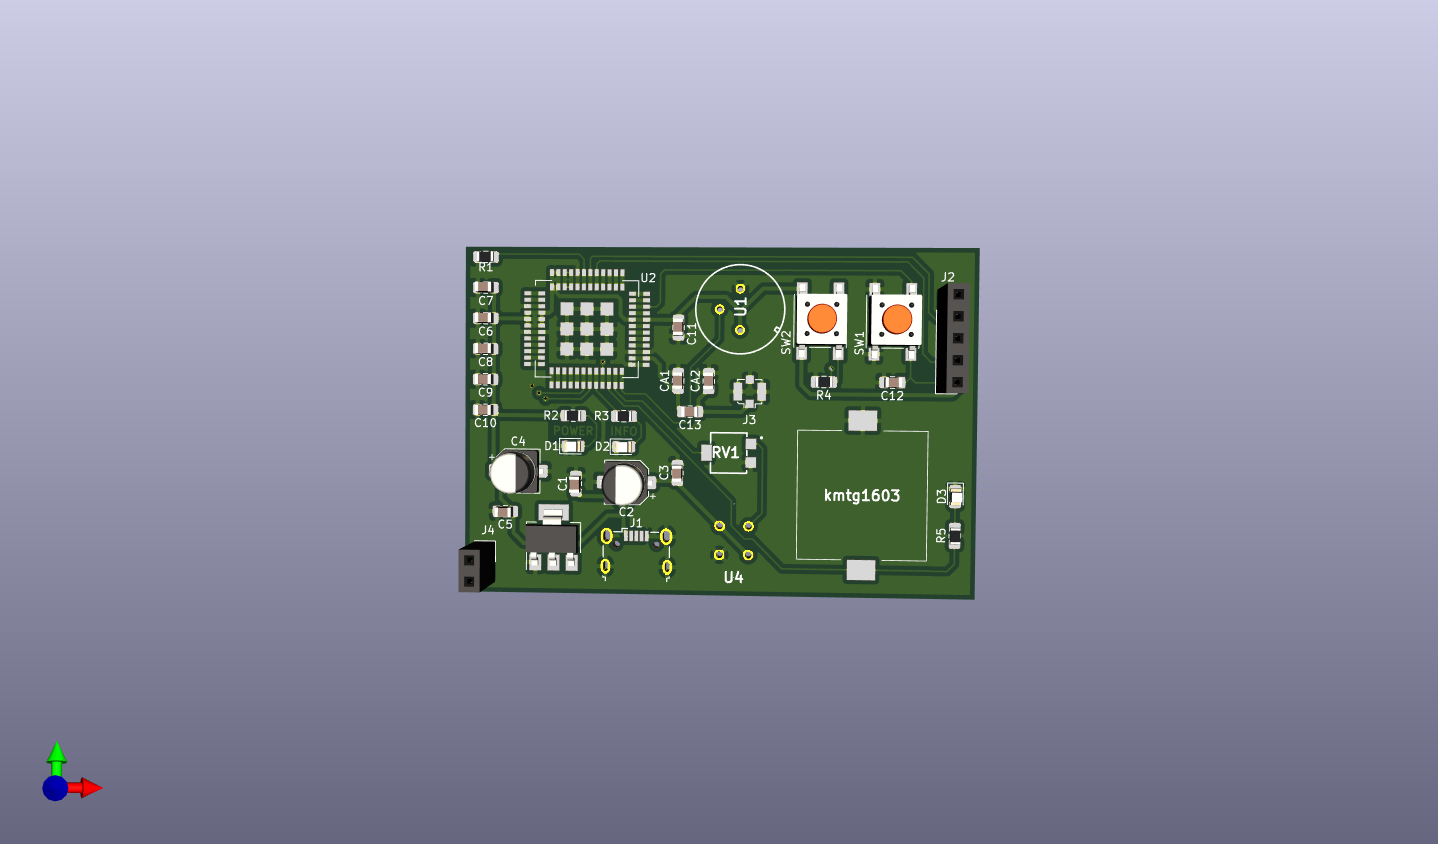 R1
U2
J2
C7
U1
C6
C11
SW2
SW1
C8
C9
CA1
CA2
R4
C12
C10
R2
R3
C13
J3
POWER
INFO
C4
D1
D2
RV1
+
C1
C3
kmtg1603
D3
+
C2
C5
J1
J4
R5
U4